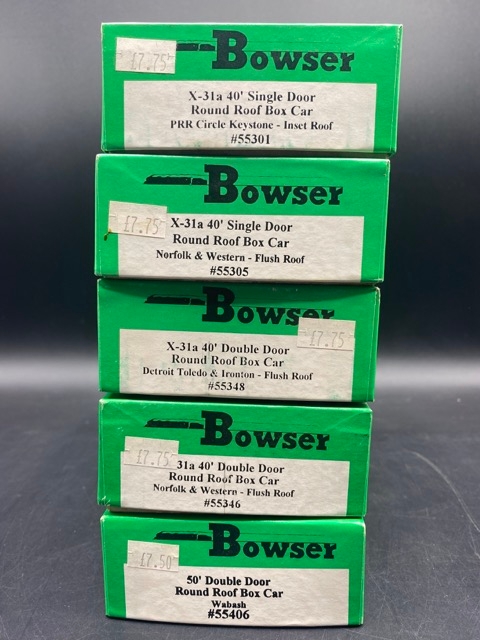 £7.75
Bowser
X-31a 40' Single Door
Round Roof Box Car
PRR Circle Keystone - Inset Roof
#55301
Bowser
£7.75
X-31a 40' Single Door
Round Roof Box Car
Norfolk & Western - Flush Roof
#55305
Bowser
£7.75
X-31a 40' Double Door
Round Roof Box Car
Detroit Toledo & Ironton - Flush Roof
#55348
Bowser
£7.75
31a 40' Double Door
Round Roof Box Car
Norfolk & Western - Flush Roof
#55346
Bowser
£7.50
50' Double Door
Round Roof Box Car
Wabash
#55406